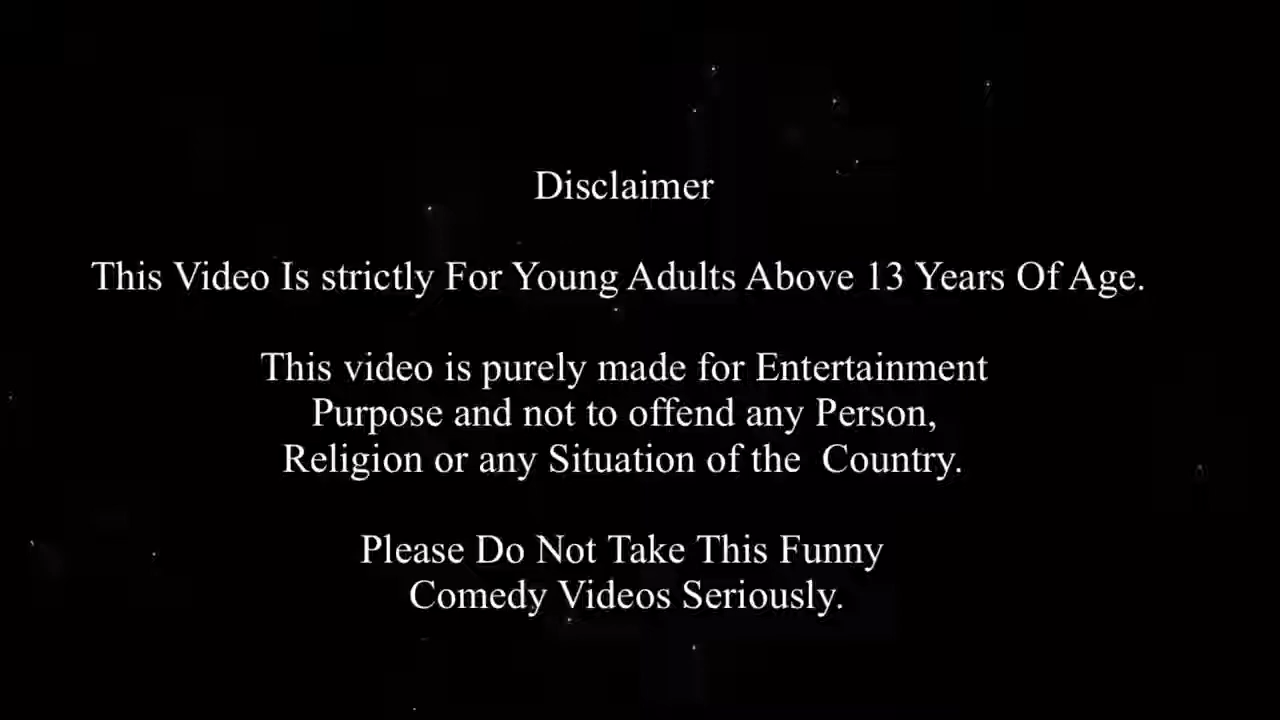 Disclaimer
This Video Is strictly For Young Adults Above 13 Years Of Age.
This video is purely made for Entertainment
Purpose and not to offend any Person,
Religion or any Situation of the  Country.
Please Do Not Take This Funny
Comedy Videos Seriously.